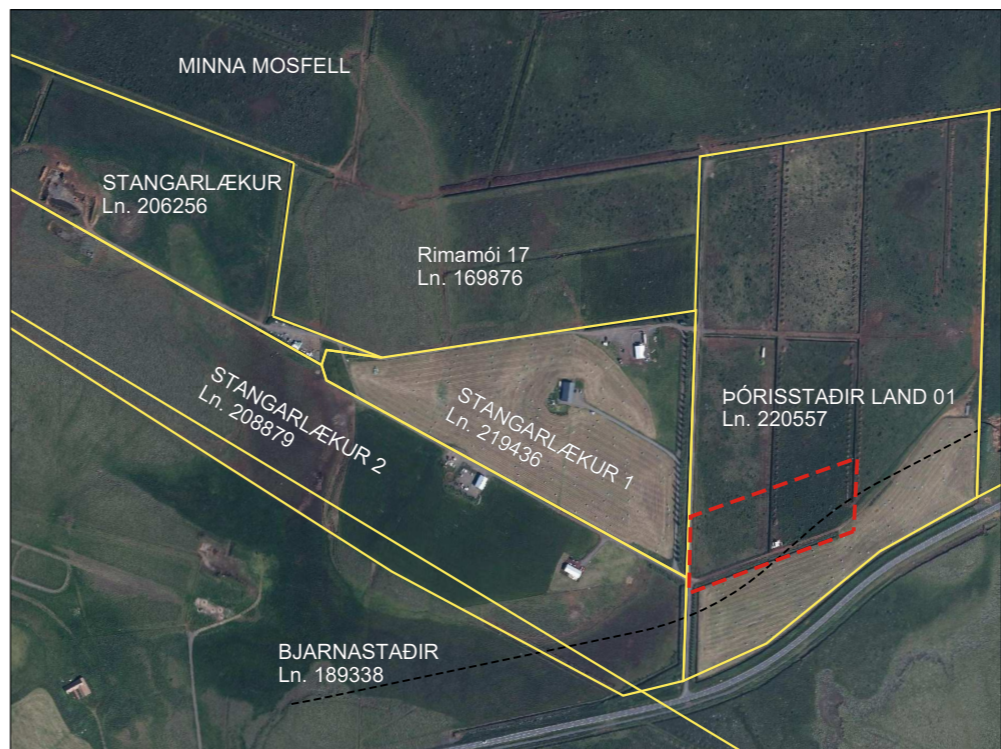 MINNA MOSFELL
STANGARLÆKUR
Ln. 206256
Rimamói 17
Ln. 169876
STANGARLÆKUR 2
Ln. 208879
STANGARLÆKUR 1
Ln. 219436
ÞÓRISSTAÐIR LAND 01
Ln. 220557
BJARNASTAÐIR
Ln. 189338